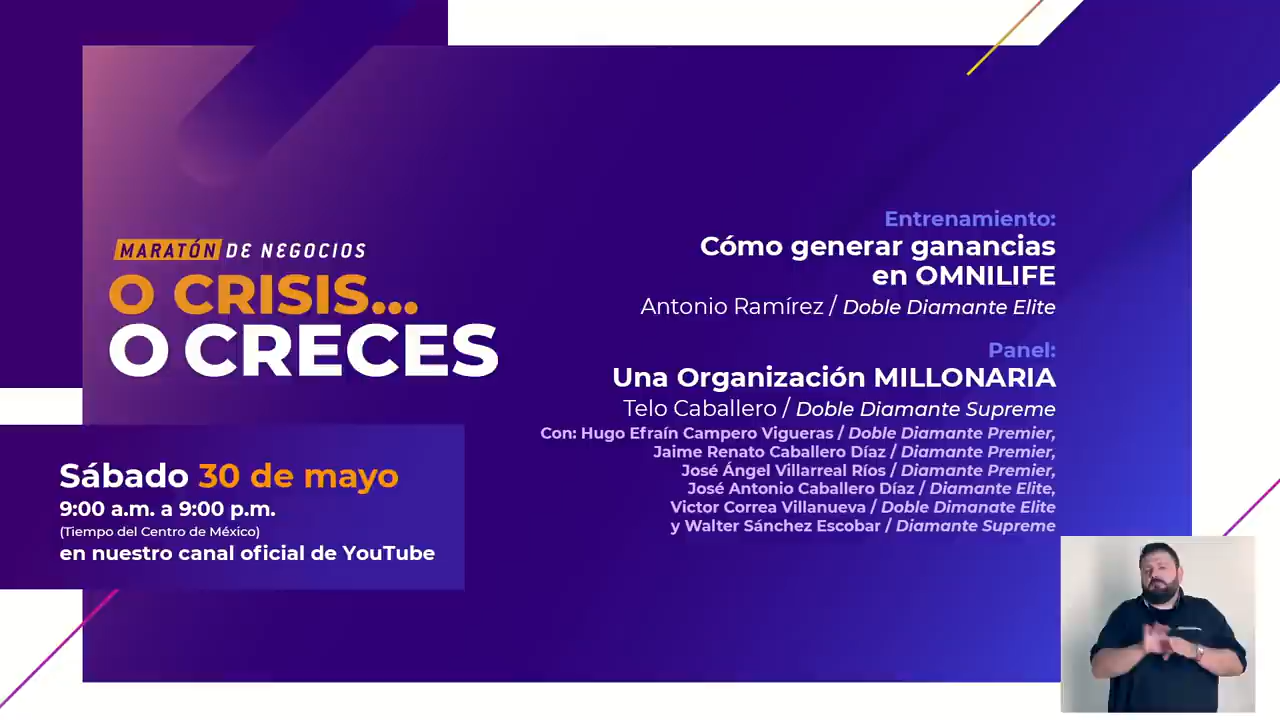 MARATÓN DE NEGOCIOS
O CRISIS...
O CRECES
Sábado 30 de mayo
9:00 a.m. a 9:00 p.m.
(Tiempo del Centro de México)
en nuestro canal oficial de YouTube
Entrenamiento:
Cómo generar ganancias
en OMNILIFE
Antonio Ramírez / Doble Diamante Elite
Panel:
Una Organización MILLONARIA
Telo Caballero / Doble Diamante Supreme
Con: Hugo Efraín Campero Vigueras / Doble Diamante Premier,
Jaime Renato Caballero Díaz / Diamante Premier,
José Ángel Villarreal Ríos / Diamante Premier,
José Antonio Caballero Díaz / Diamante Elite,
Victor Correa Villanueva / Doble Dimanate Elite
y Walter Sánchez Escobar / Diamante Supreme